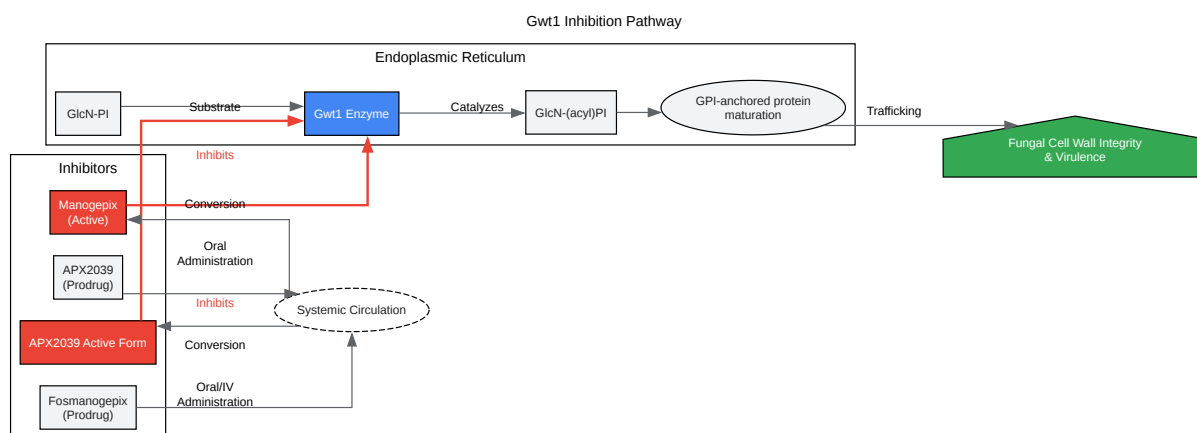 Gwt1 Inhibition Pathway
Endoplasmic Reticulum
GlcN-PI
Substrate
Gwt1 Enzyme
Catalyzes
GlcN-(acyl)PI
GPI-anchored protein
maturation
Trafficking
Fungal Cell Wall Integrity
& Virulence
Inhibits
Inhibitors
Manogepix
(Active)
Conversion
Oral
Administration
APX2039
(Prodrug)
Inhibits
Systemic Circulation
APX2039 Active Form
Conversion
Oral/IV
Administration
Fosmanogepix
(Prodrug)